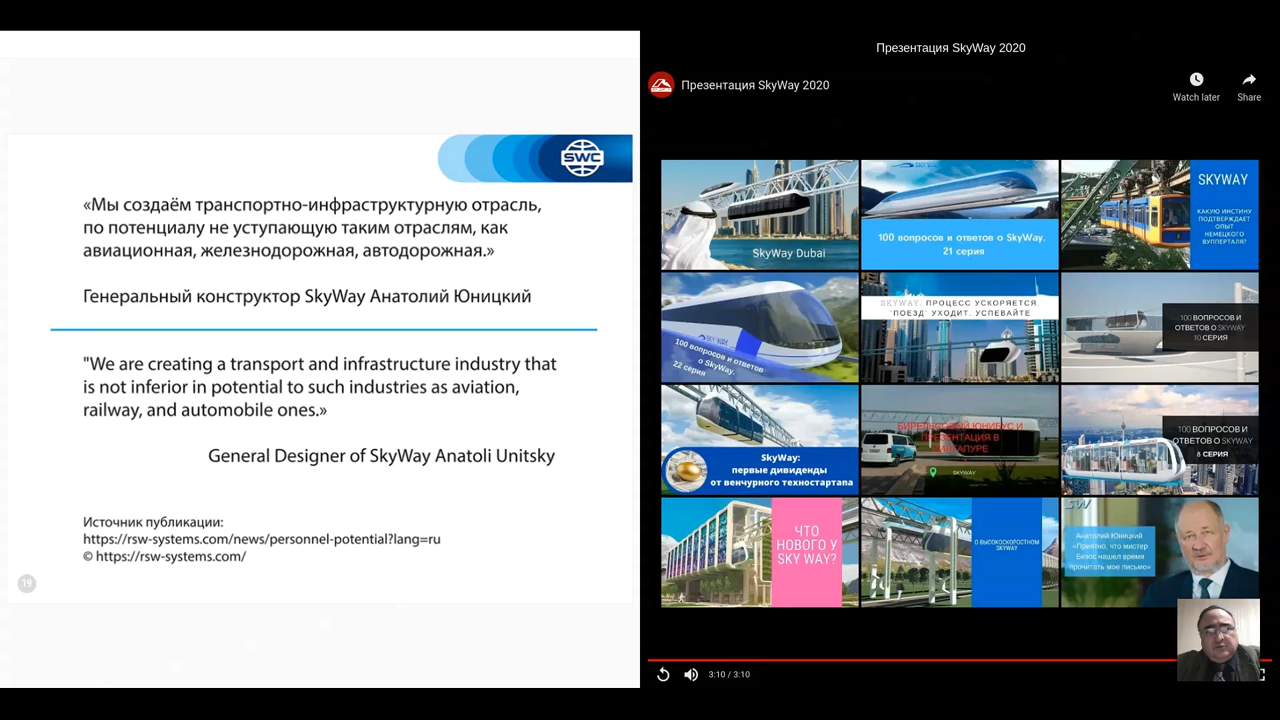 SWC
«Мы создаём транспортно-инфраструктурную отрасль,
по потенциалу не уступающую таким отраслям, как
авиационная, железнодорожная, автодорожная.»
Генеральный конструктор SkyWay Анатолий Юницкий
"We are creating a transport and infrastructure industry that
is not inferior in potential to such industries as aviation,
railway, and automobile ones.»
General Designer of SkyWay Anatoli Unitsky
Источник публикации:
https://rsw-systems.com/news/personnel-potential?lang=ru
© https://rsw-systems.com/
19
Презентация SkyWay 2020
Презентация SkyWay 2020
Watch later
Share
SkyWay Dubai
100 вопросов и ответов о SkyWay.
21 серия
SKYWAY
КАКУЮ ИСТИНУ
ПОДТВЕРЖДАЕТ
ОПЫТ
НЕМЕЦКОГО
ВУППЕРТАЛЯ?
100 вопросов и ответов
о SkyWay.
22 серия
SKYWAY. ПРОЦЕСС УСКОРЯЕТСЯ.
"ПОЕЗД" УХОДИТ. УСПЕВАЙТЕ
100 ВОПРОСОВ И
ОТВЕТОВ О SKYWAY
10 СЕРИЯ
SkyWay:
первые дивиденды
от венчурного техностартапа
БИРЕЛЬСОВЫЙ ЮНИБУС И
ПРЕЗЕНТАЦИЯ В
СИНГАПУРЕ
SKYWAY
100 ВОПРОСОВ И
ОТВЕТОВ О SKYWAY
8 СЕРИЯ
ЧТО
НОВОГО У
SKY WAY?
О ВЫСОКОСКОРОСТНОМ
SKYWAY
SW
Анатолий Юницкий
«Приятно, что мистер
Безос нашел время
прочитать мое письмо»
3:10 / 3:10